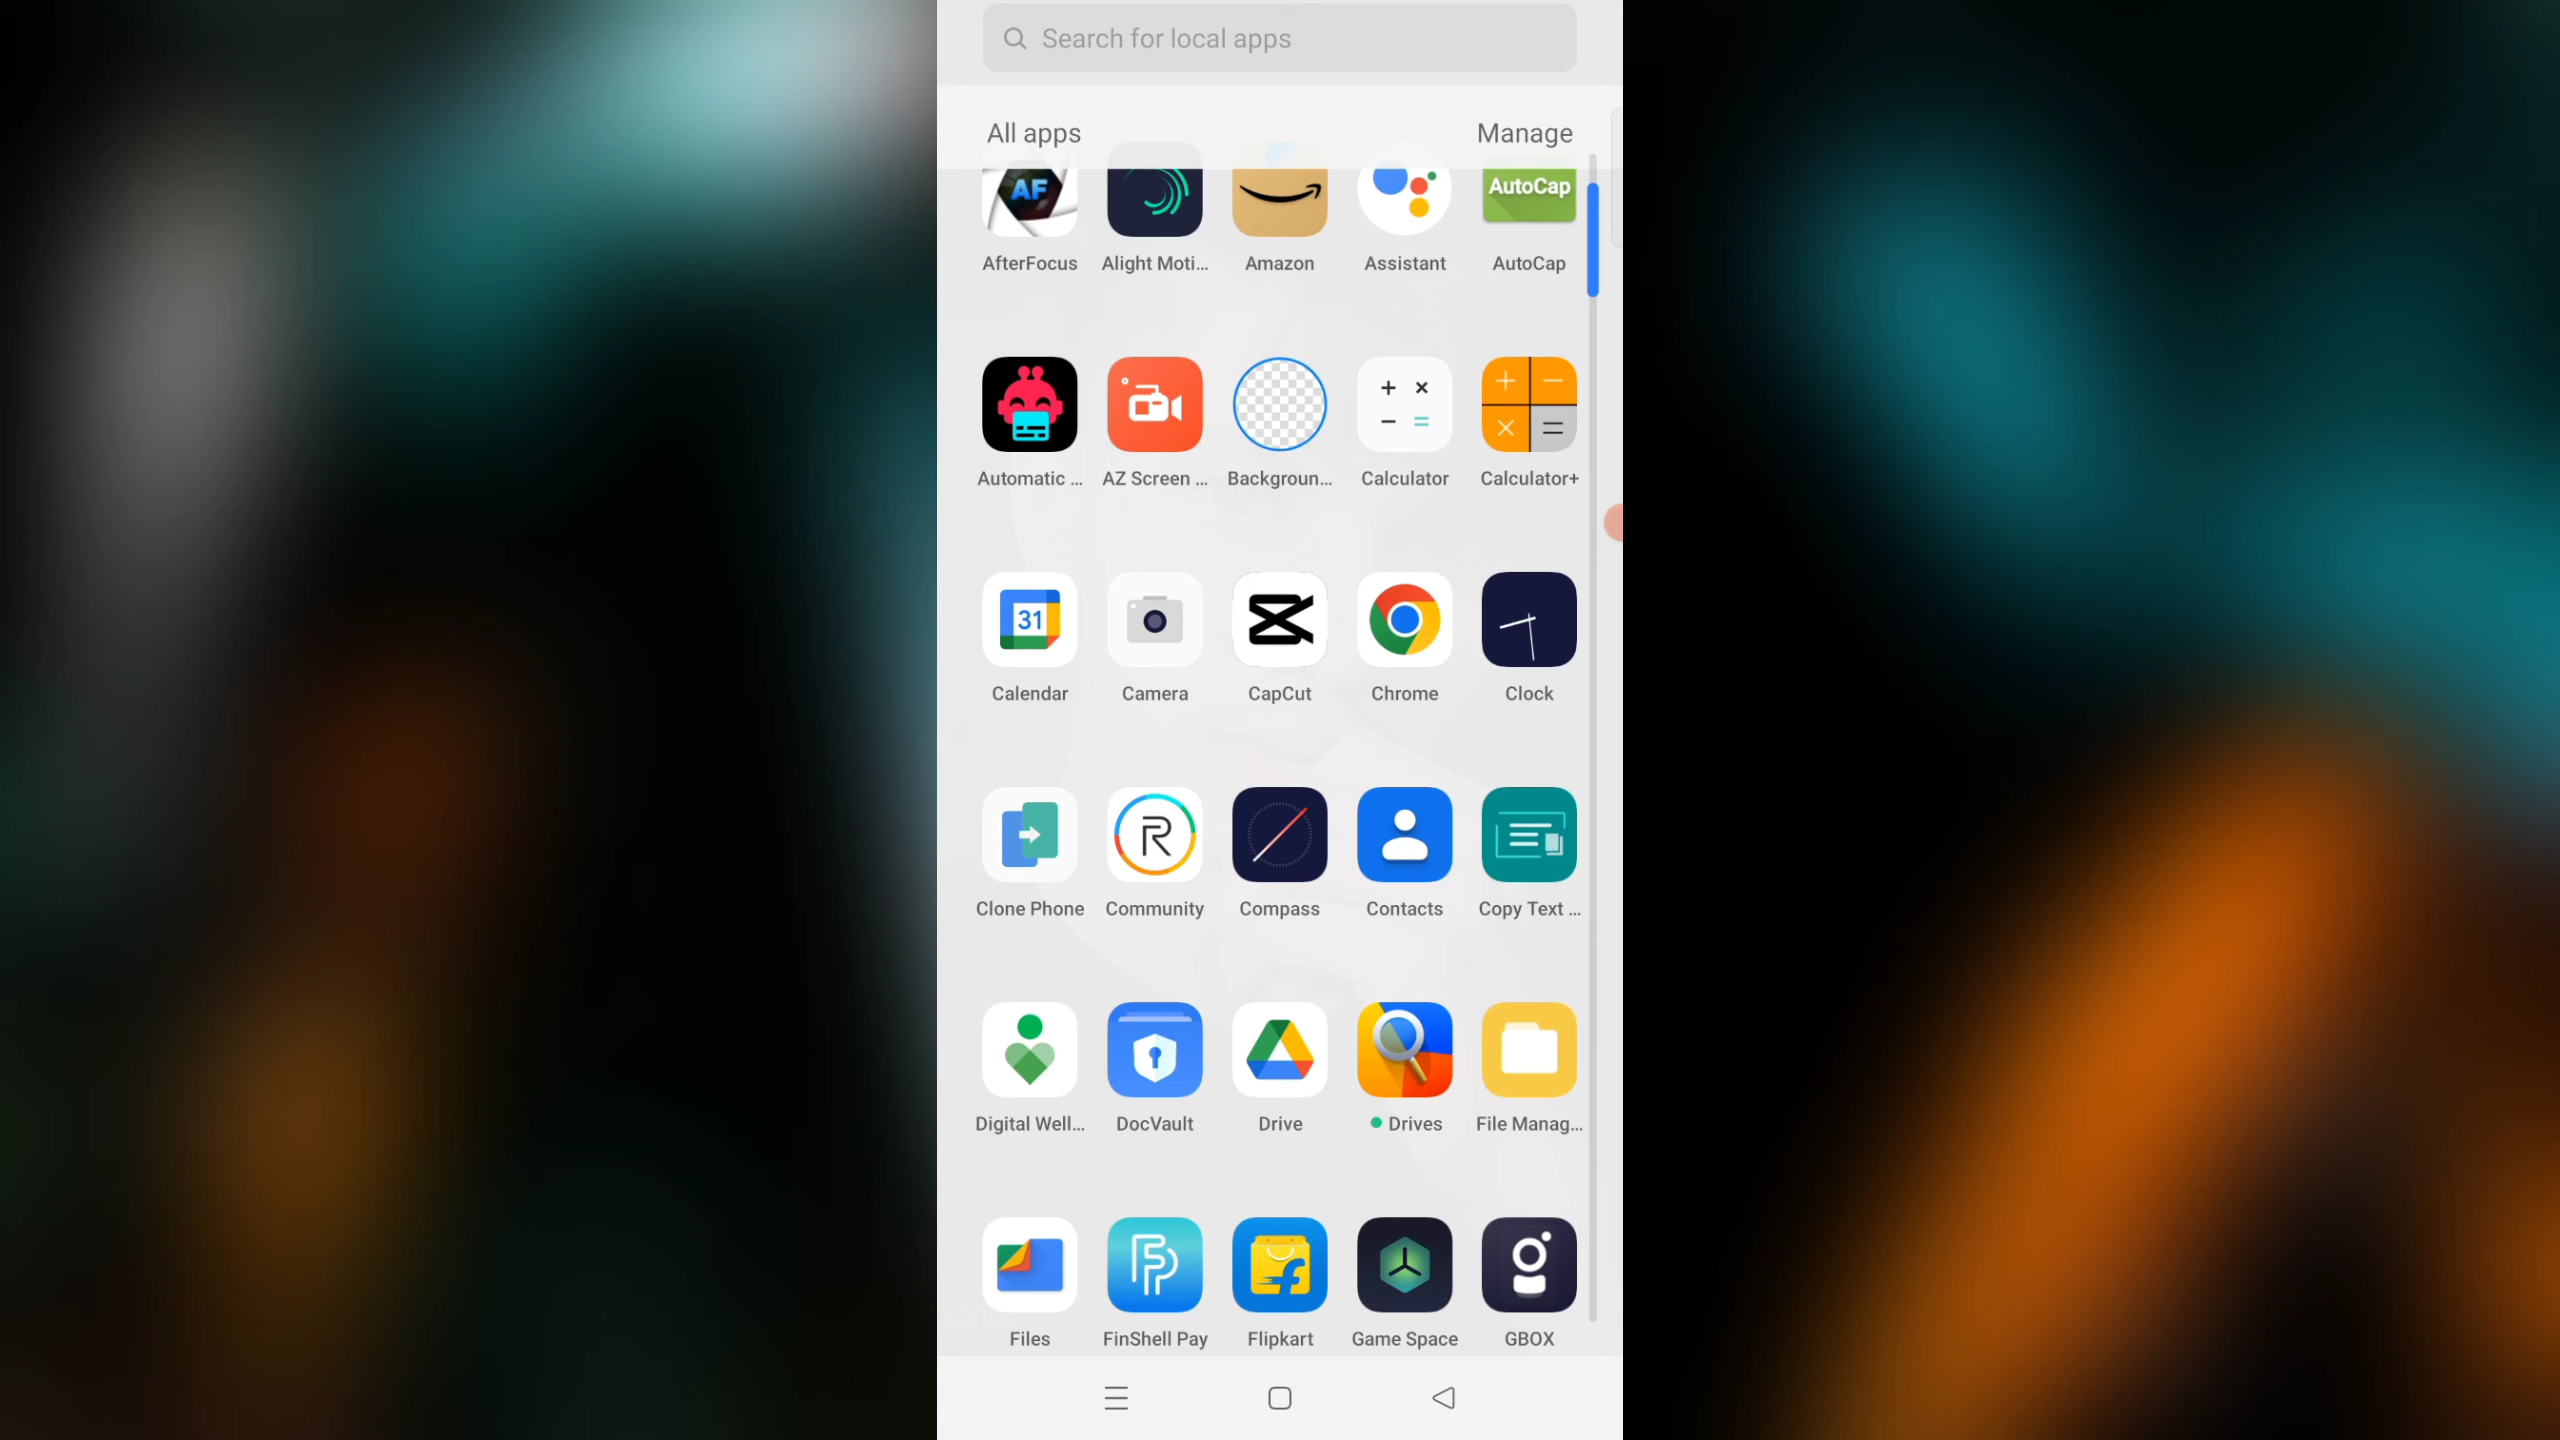 Search for local apps
All apps
Manage
AF
AutoCap
AfterFocus
Alight Moti...
Amazon
Assistant
AutoCap
Automatic ...
AZ Screen ...
Backgroun...
Calculator
Calculator+
31
Calendar
Camera
CapCut
Chrome
Clock
R
Clone Phone
Community
Compass
Contacts
Copy Text ...
Digital Well...
DocVault
Drive
Drives
File Manag...
Files
FinShell Pay
Flipkart
Game Space
GBOX